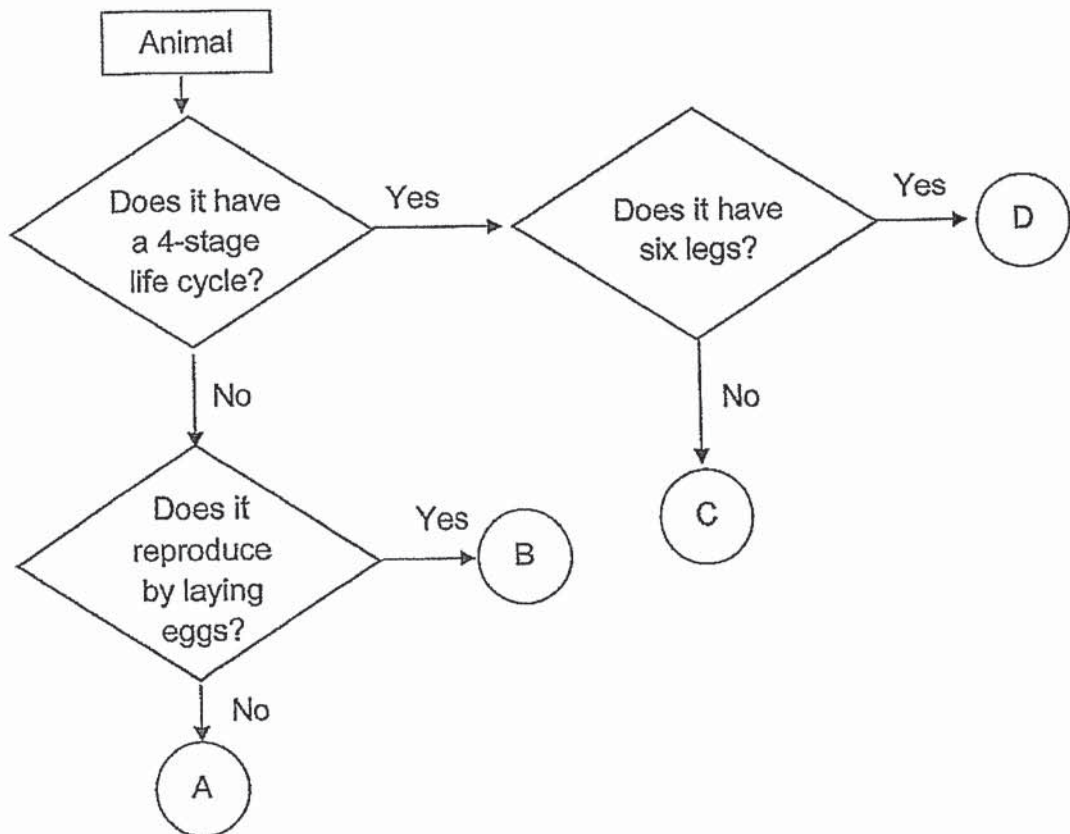 Animal
Does it have
a 4-stage
life cycle?
Yes
Does it have
six legs?
Yes
D
No
No
C
Does it
reproduce
by laying
eggs?
Yes
B
No
A